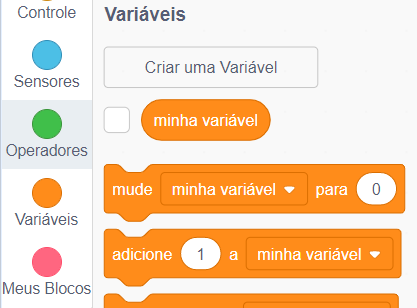 Controle
Sensores
Operadores
Variáveis
Meus Blocos
Variáveis
Criar uma Variável
minha variável
mude minha variável para 0
adicione 1 a minha variável